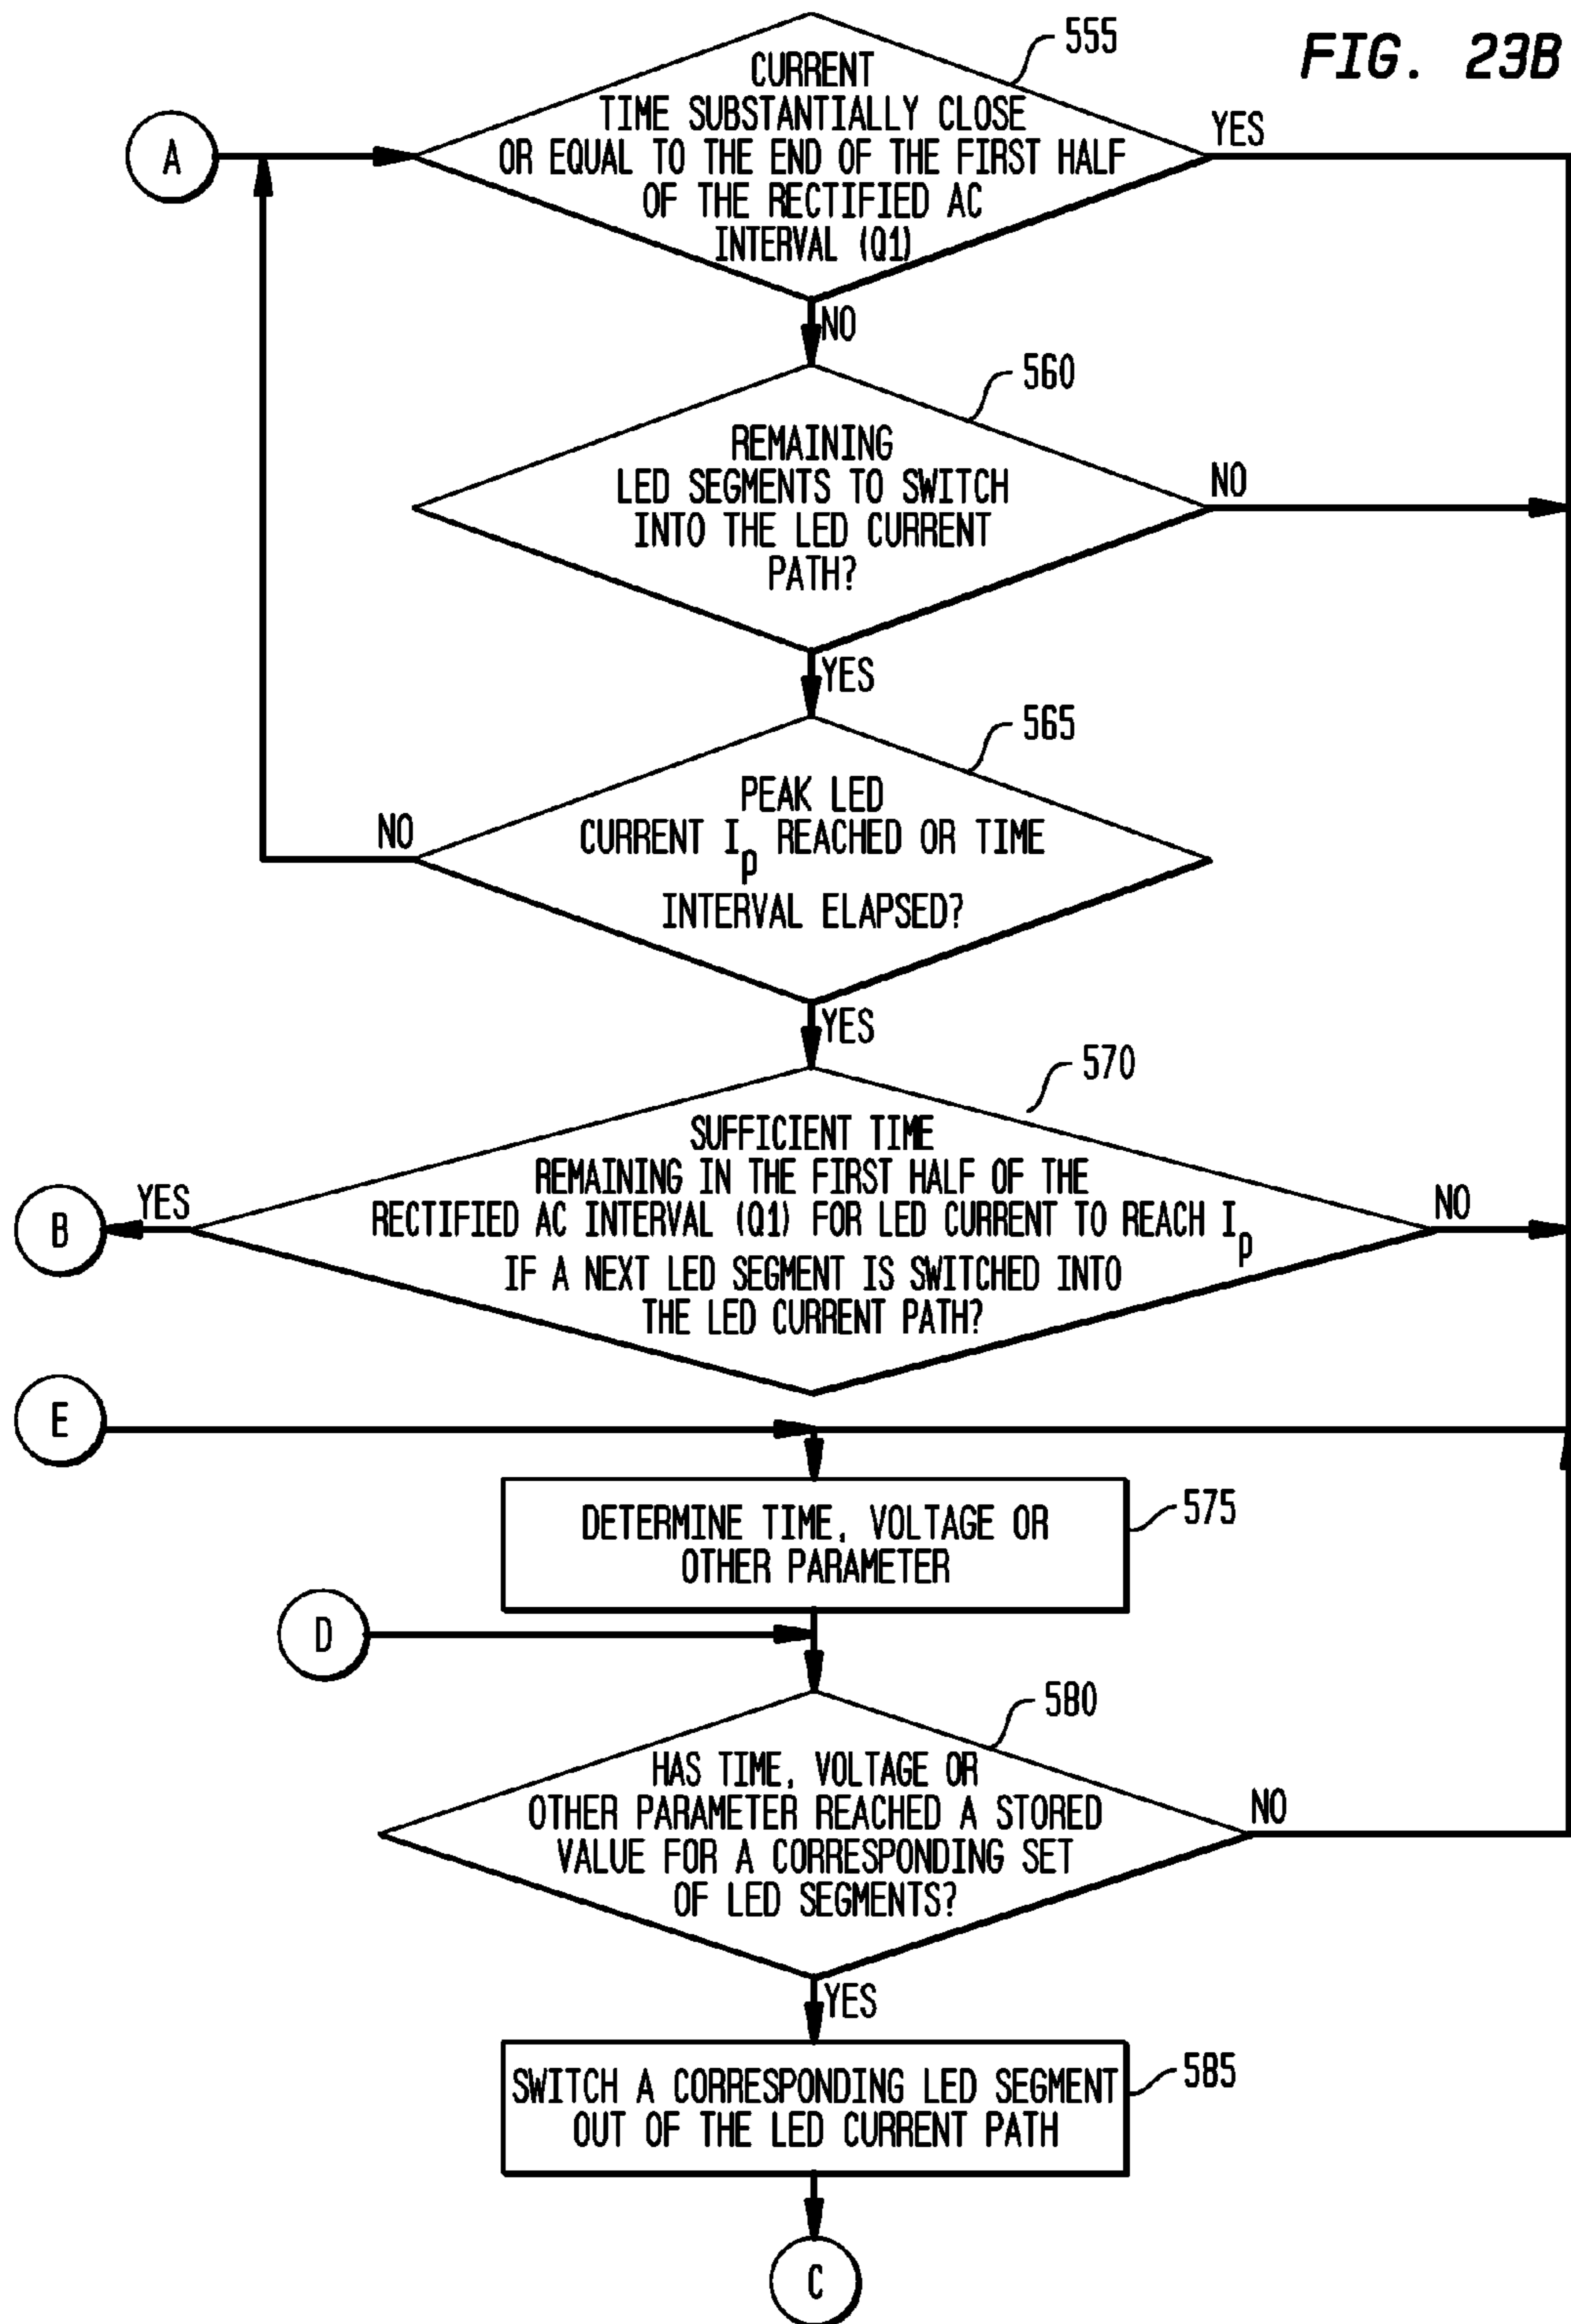 FIG. 23B
555
CURRENT
TIME SUBSTANTIALLY CLOSE
OR EQUAL TO THE END OF THE FIRST HALF
OF THE RECTIFIED AC
INTERVAL (Q1)
YES
A
NO
560
REMAINING
LED SEGMENTS TO SWITCH
INTO THE LED CURRENT
PATH?
NO
YES
565
PEAK LED
CURRENT Ip REACHED OR TIME
INTERVAL ELAPSED?
NO
YES
570
SUFFICIENT TIME
REMAINING IN THE FIRST HALF OF THE
RECTIFIED AC INTERVAL (Q1) FOR LED CURRENT TO REACH Ip
IF A NEXT LED SEGMENT IS SWITCHED INTO
THE LED CURRENT PATH?
YES
B
NO
E
DETERMINE TIME, VOLTAGE OR
OTHER PARAMETER
575
D
580
HAS TIME, VOLTAGE OR
OTHER PARAMETER REACHED A STORED
VALUE FOR A CORRESPONDING SET
OF LED SEGMENTS?
NO
YES
SWITCH A CORRESPONDING LED SEGMENT
OUT OF THE LED CURRENT PATH
585
C